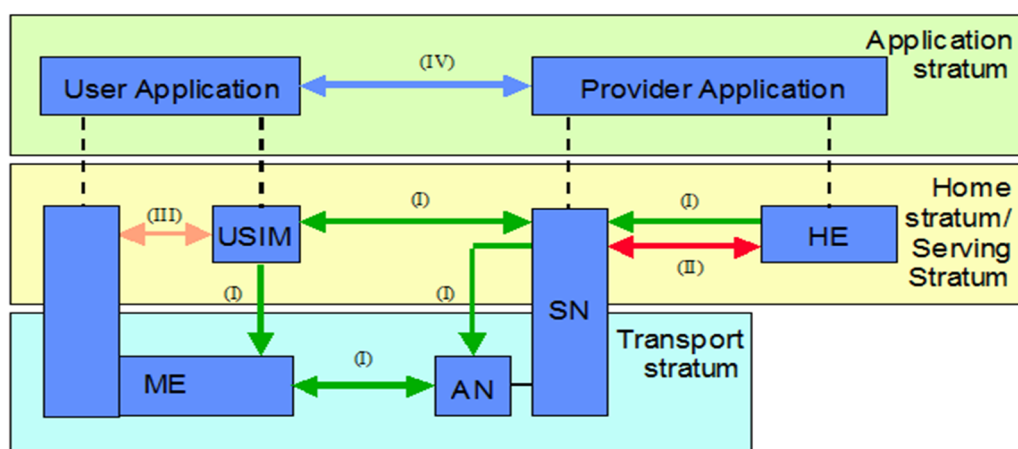 Application
stratum
(IV)
User Application
Provider Application
Home
stratum/
Serving
Stratum
(III)
USIM
(I)
(I)
HE
(II)
(I)
(I)
SN
Transport
stratum
ME
(I)
AN